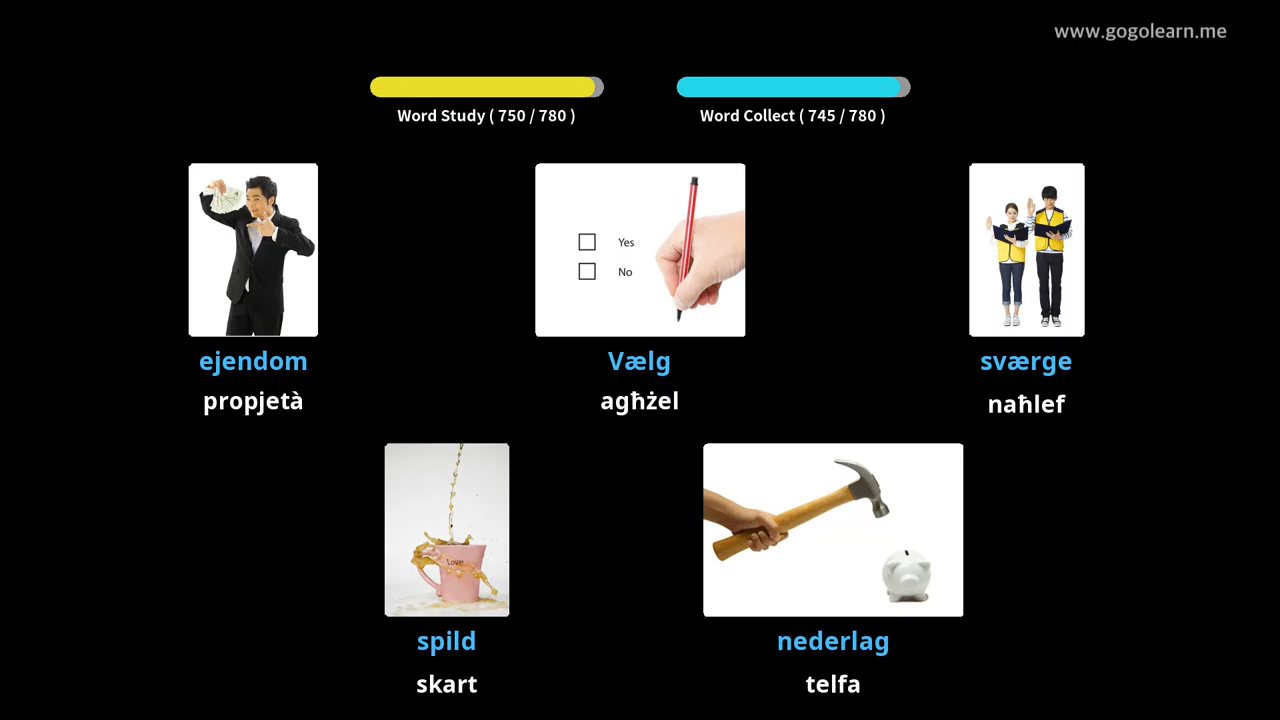 www.gogolearn.me
Word Study ( 750 / 780 )
Word Collect ( 745 / 780 )
Yes
No
ejendom
Vælg
sværge
propjetà
agħżel
naħlef
love
spild
nederlag
skart
telfa